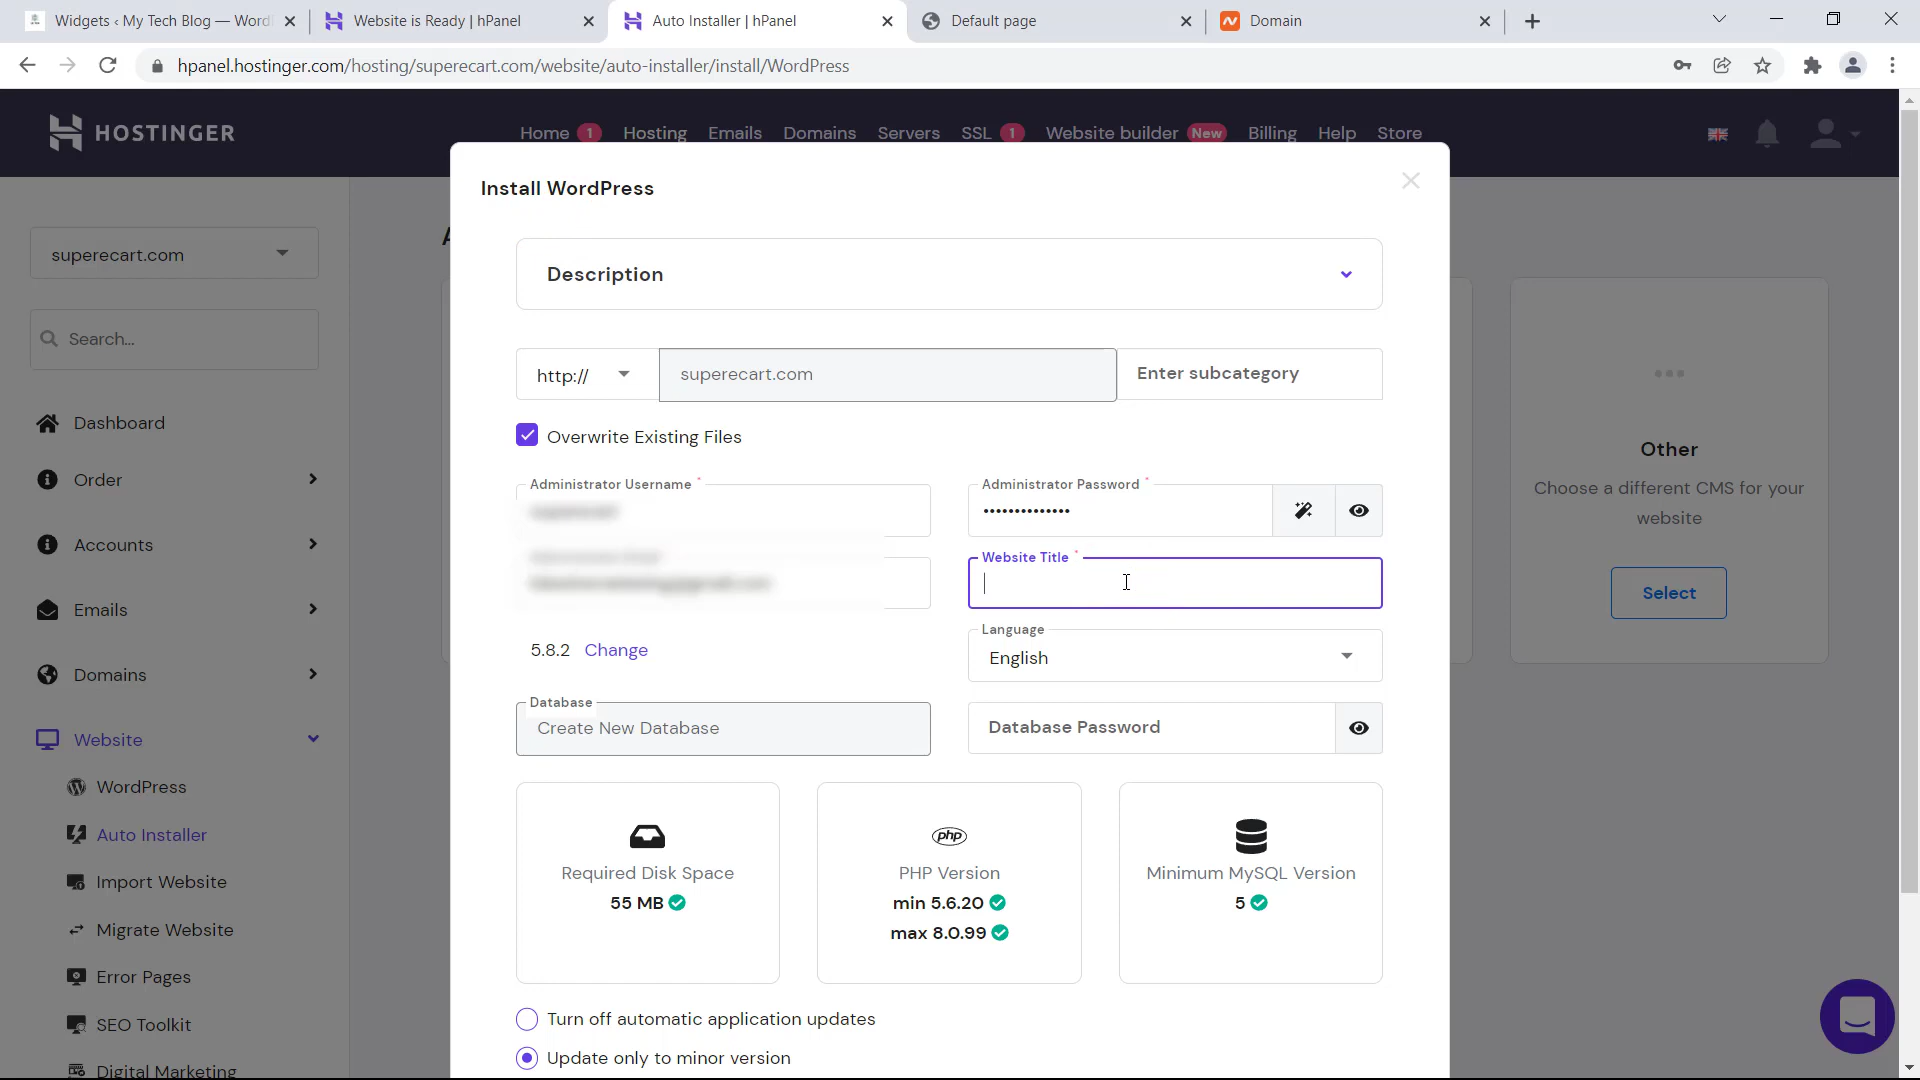 Widgets ‹ My Tech Blog — Word
Website is Ready | hPanel
Auto Installer | hPanel
Default page
Domain
hpanel.hostinger.com/hosting/superecart.com/website/auto-installer/install/WordPress
HOSTINGER
Home 1 Hosting Emails Domains Servers SSL 1 Website builder New Billing Help Store
superecart.com
Search...
Dashboard
Order
Accounts
Emails
Domains
Website
WordPress
Auto Installer
Import Website
Migrate Website
Error Pages
SEO Toolkit
Digital Marketing
Install WordPress
Description
http://
superecart.com
Enter subcategory
Overwrite Existing Files
Administrator Username *
Administrator Password *
••••••••••••••
Website Title *
5.8.2 Change
Language
English
Database
Create New Database
Database Password
Required Disk Space
55 MB
php
PHP Version
min 5.6.20
max 8.0.99
Minimum MySQL Version
5
Turn off automatic application updates
Update only to minor version
Other
Choose a different CMS for your
website
Select